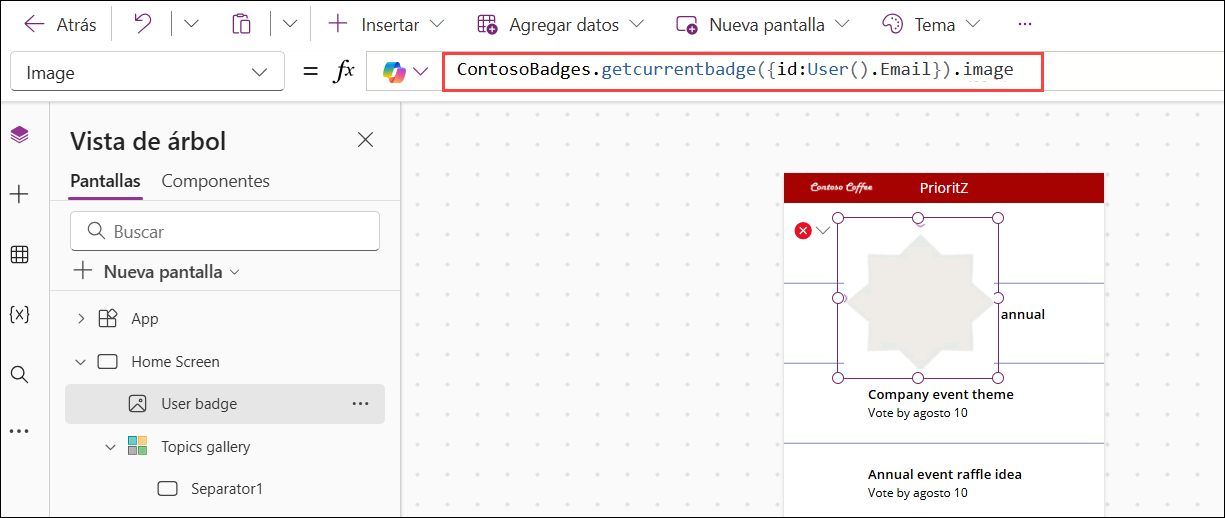 Atrás
Insertar
Agregar datos
Nueva pantalla
Tema
Image
= fx
ContosoBadges.getcurrentbadge({id:User().Email}).image
Vista de árbol
Pantallas
Componentes
Buscar
Nueva pantalla
App
Home Screen
User badge
Topics gallery
Separator1
Contoso Coffee
PrioritZ
annual
Company event theme
Vote by agosto 10
Annual event raffle idea
Vote by agosto 10